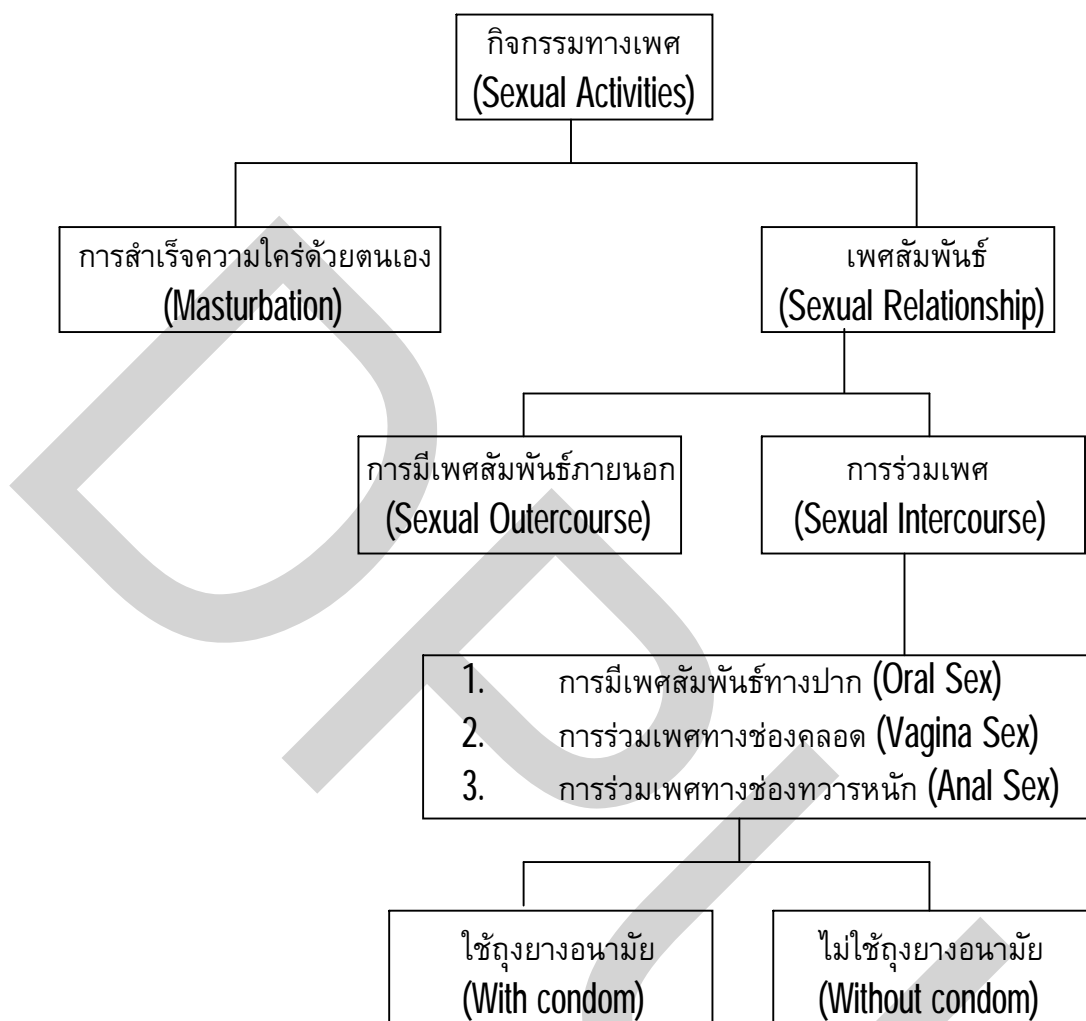 กิจกรรมทางเพศ
(Sexual Activities)
การสำเร็จความใคร่ด้วยตนเอง
(Masturbation)
เพศสัมพันธ์
(Sexual Relationship)
การมีเพศสัมพันธ์ภายนอก
(Sexual Outercourse)
การร่วมเพศ
(Sexual Intercourse)
1. การมีเพศสัมพันธ์ทางปาก (Oral Sex)
2. การร่วมเพศทางช่องคลอด (Vagina Sex)
3. การร่วมเพศทางช่องทวารหนัก (Anal Sex)
ใช้ถุงยางอนามัย
(With condom)
ไม่ใช้ถุงยางอนามัย
(Without condom)